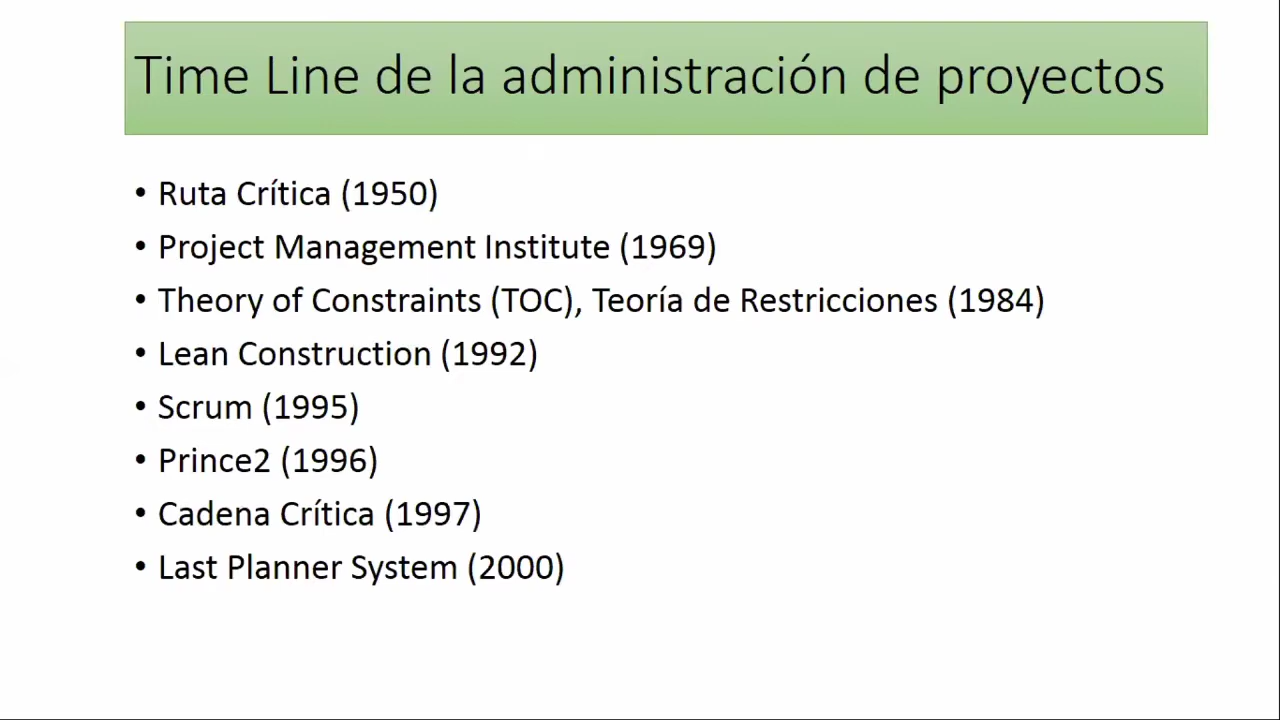 Time Line de la administración de proyectos
• Ruta Crítica (1950)
• Project Management Institute (1969)
• Theory of Constraints (TOC), Teoría de Restricciones (1984)
• Lean Construction (1992)
• Scrum (1995)
• Prince2 (1996)
• Cadena Crítica (1997)
• Last Planner System (2000)